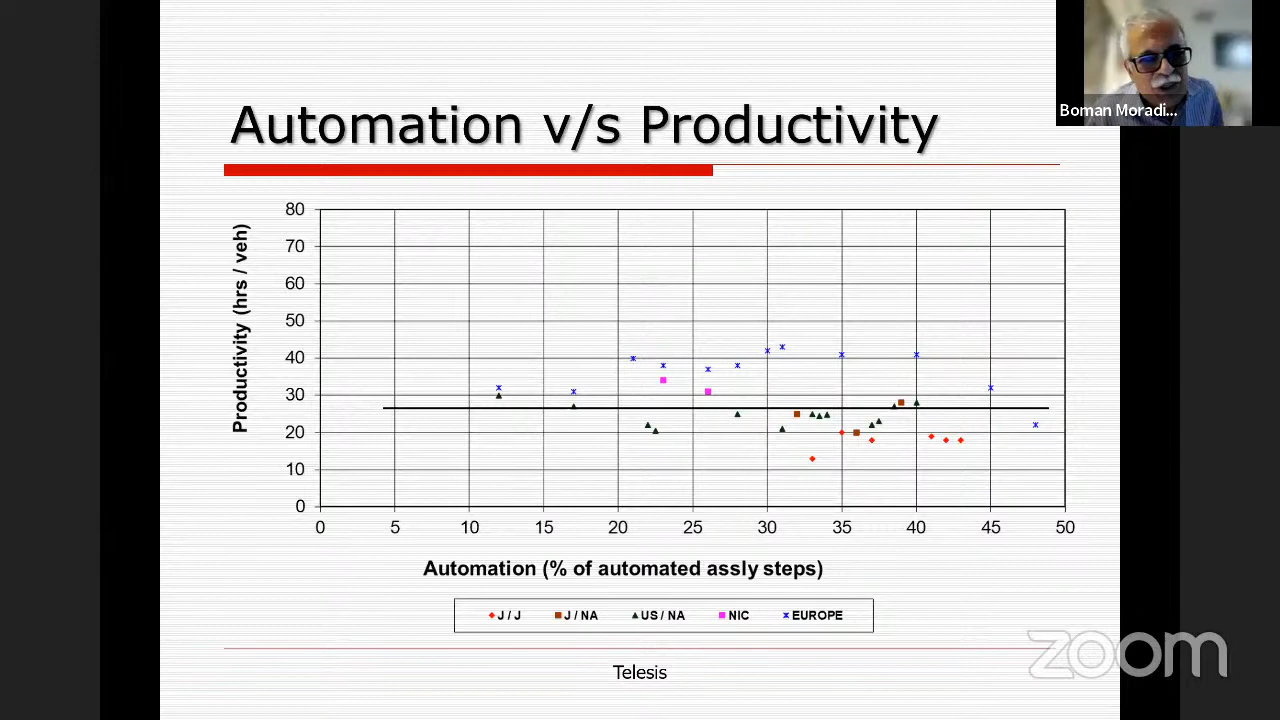 Boman Moradi...
Automation v/s Productivity
Productivity (hrs / veh)
80
70
60
50
40
30
20
10
0
0 5 10 15 20 25 30 35 40 45 50
Automation (% of automated assly steps)
J / J J / NA US / NA NIC EUROPE
zoom
Telesis